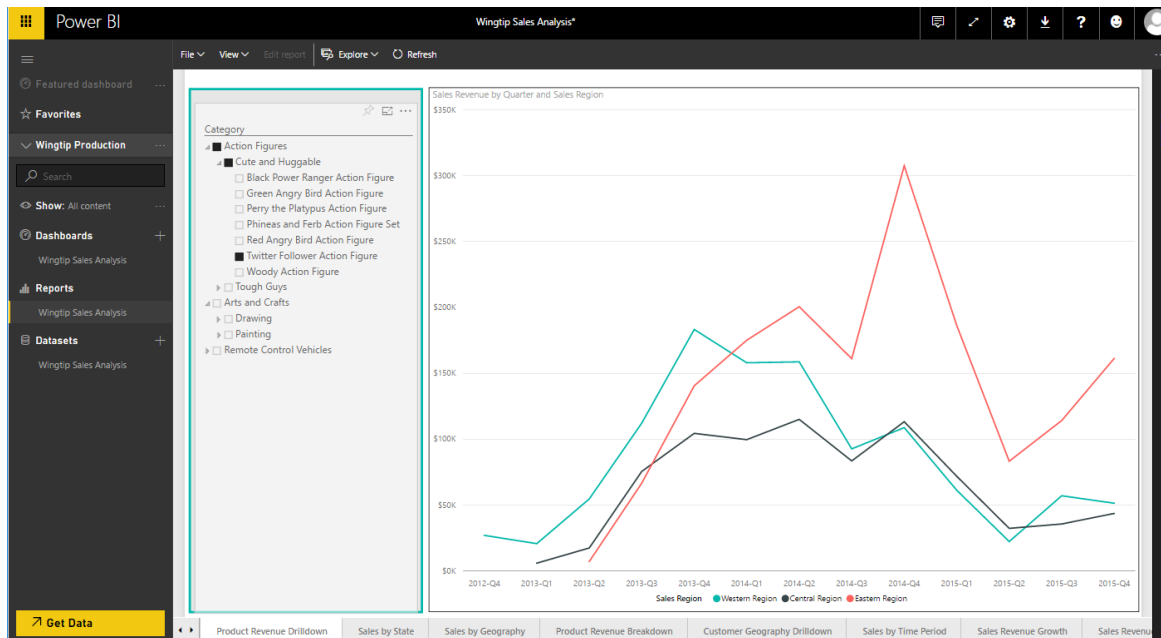 Power BI
Wingtip Sales Analysis*
File View Edit report Explore Refresh
Featured dashboard
Favorites
Wingtip Production
Search
Show: All content
Dashboards
Wingtip Sales Analysis
Reports
Wingtip Sales Analysis
Datasets
Wingtip Sales Analysis
Get Data
Category
Action Figures
Cute and Huggable
Black Power Ranger Action Figure
Green Angry Bird Action Figure
Perry the Platypus Action Figure
Phineas and Ferb Action Figure Set
Red Angry Bird Action Figure
Twitter Follower Action Figure
Woody Action Figure
Tough Guys
Arts and Crafts
Drawing
Painting
Remote Control Vehicles
Sales Revenue by Quarter and Sales Region
$350K
$300K
$250K
$200K
$150K
$100K
$50K
$0K
2012-Q4 2013-Q1 2013-Q2 2013-Q3 2013-Q4 2014-Q1 2014-Q2 2014-Q3 2014-Q4 2015-Q1 2015-Q2 2015-Q3 2015-Q4
Sales Region Western Region Central Region Eastern Region
Product Revenue Drilldown Sales by State Sales by Geography Product Revenue Breakdown Customer Geography Drilldown Sales by Time Period Sales Revenue Growth Sales Revenu